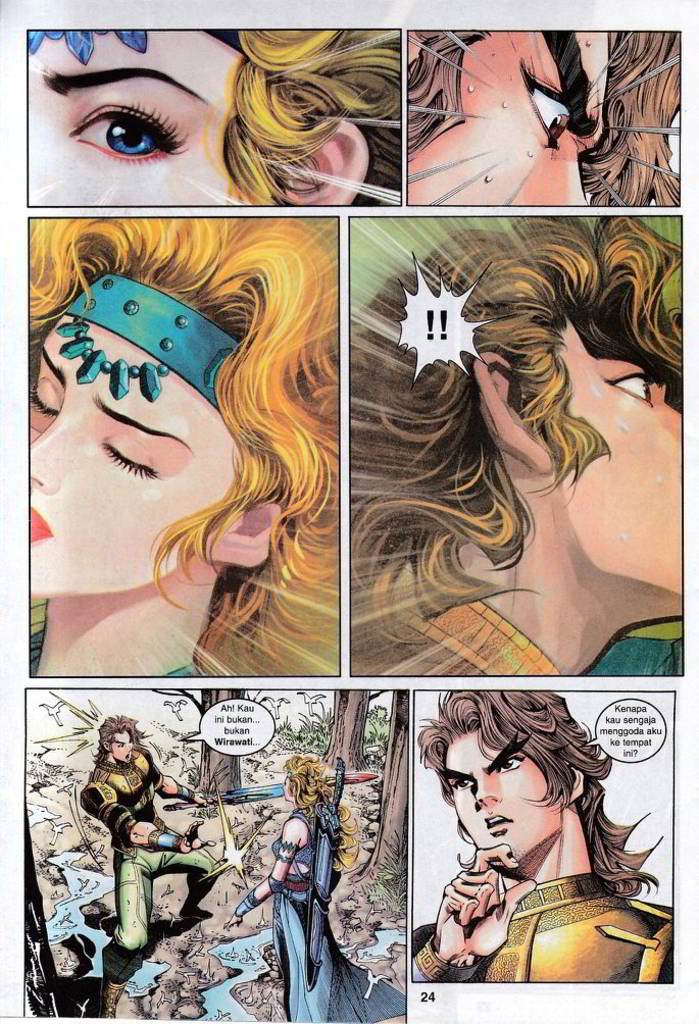 !!
Ah! Kau
ini bukan...
bukan
Wirawati...
Kenapa
kau sengaja
menggoda aku
ke tempat
ini?
24